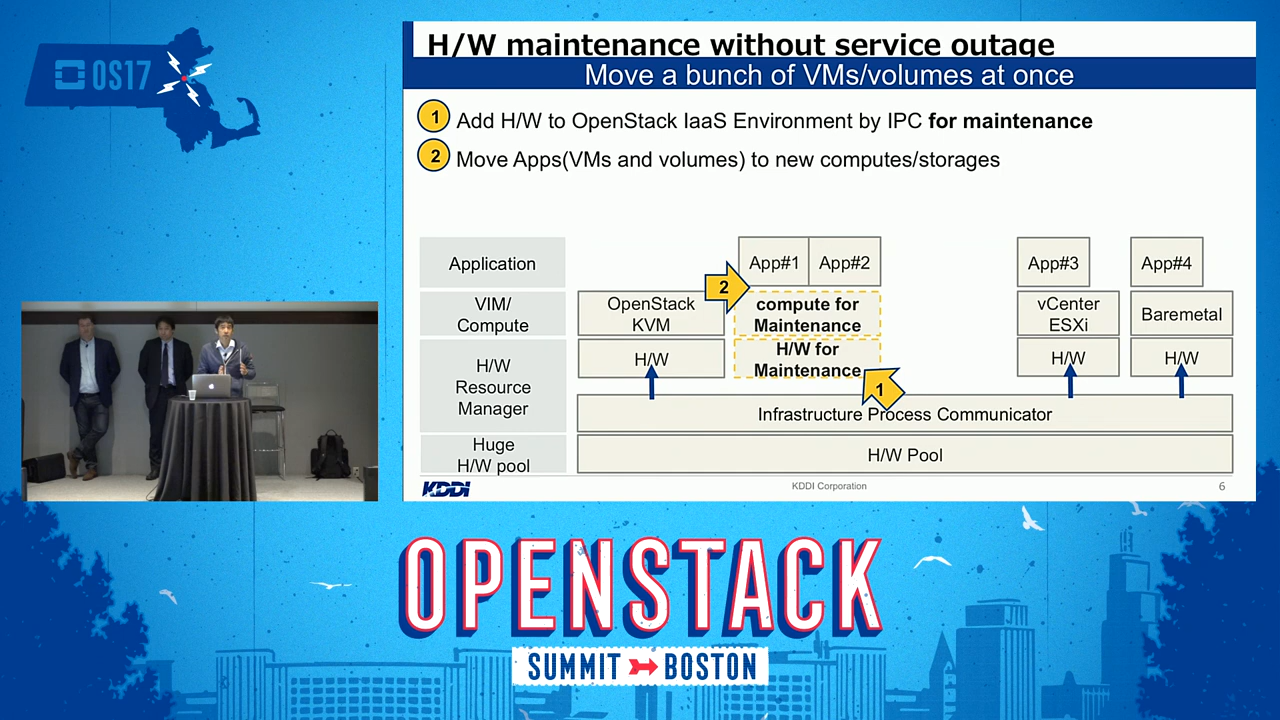 OS17
H/W maintenance without service outage
Move a bunch of VMs/volumes at once
1 Add H/W to OpenStack IaaS Environment by IPC for maintenance
2 Move Apps(VMs and volumes) to new computes/storages
Application
App#1
App#2
App#3
App#4
2
VIM/
Compute
OpenStack
KVM
compute for
Maintenance
vCenter
ESXi
Baremetal
H/W
Resource
Manager
H/W
H/W for
Maintenance
H/W
H/W
1
Infrastructure Process Communicator
Huge
H/W pool
H/W Pool
KDDI
KDDI Corporation
6
OPENSTACK
SUMMIT BOSTON